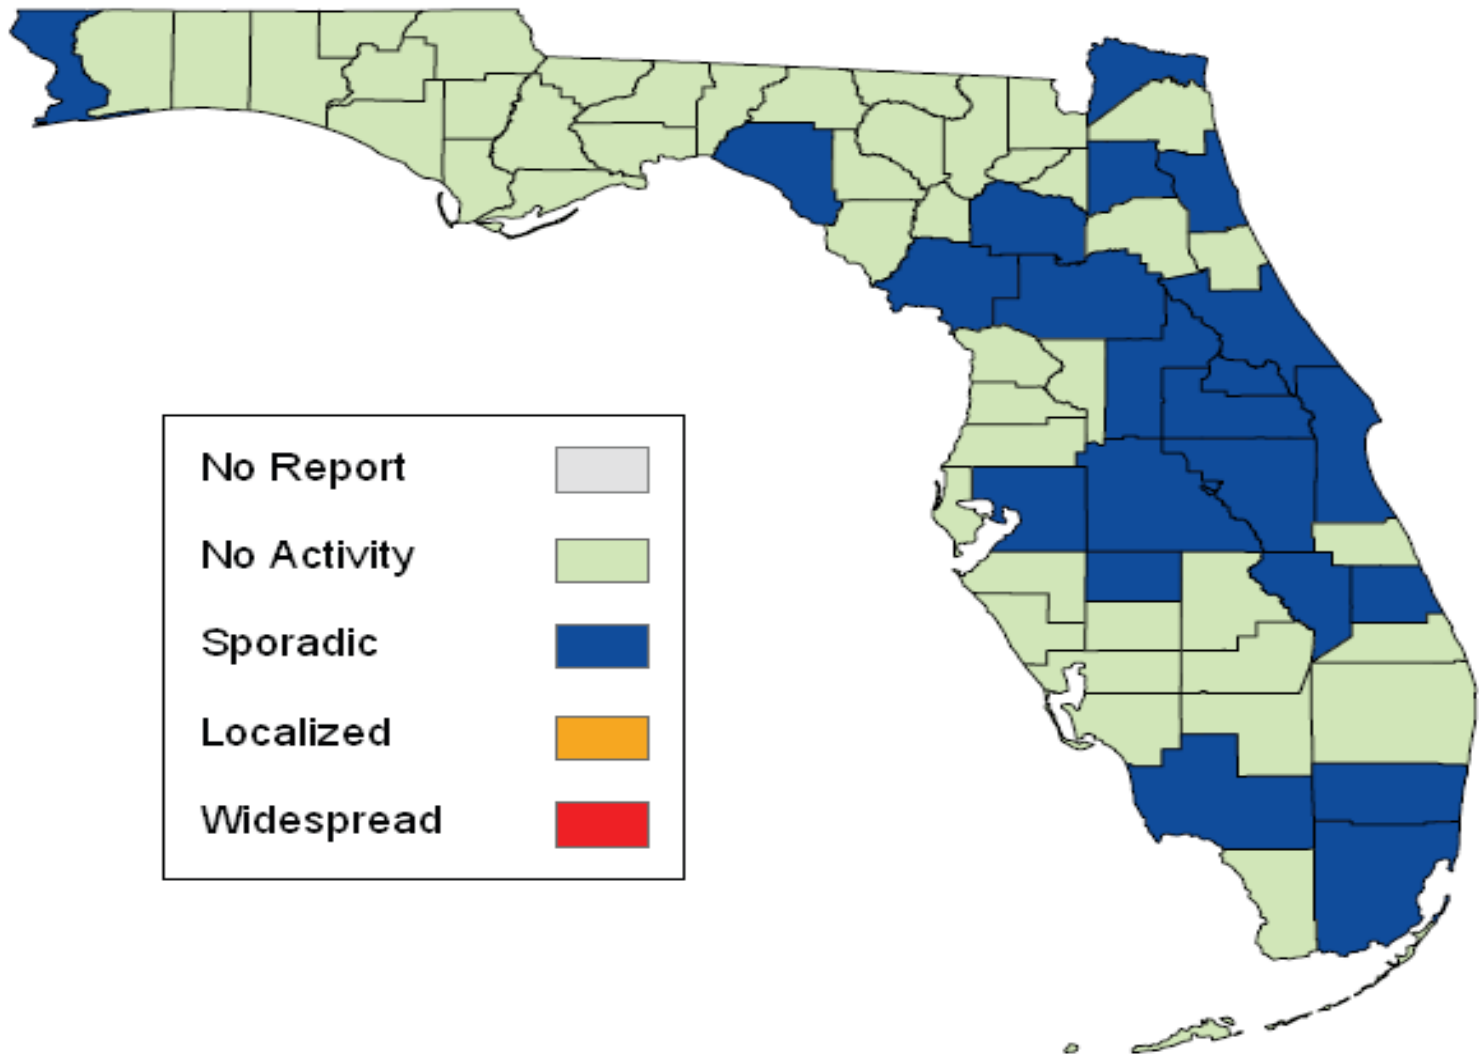 No Report
No Activity
Sporadic
Localized
Widespread